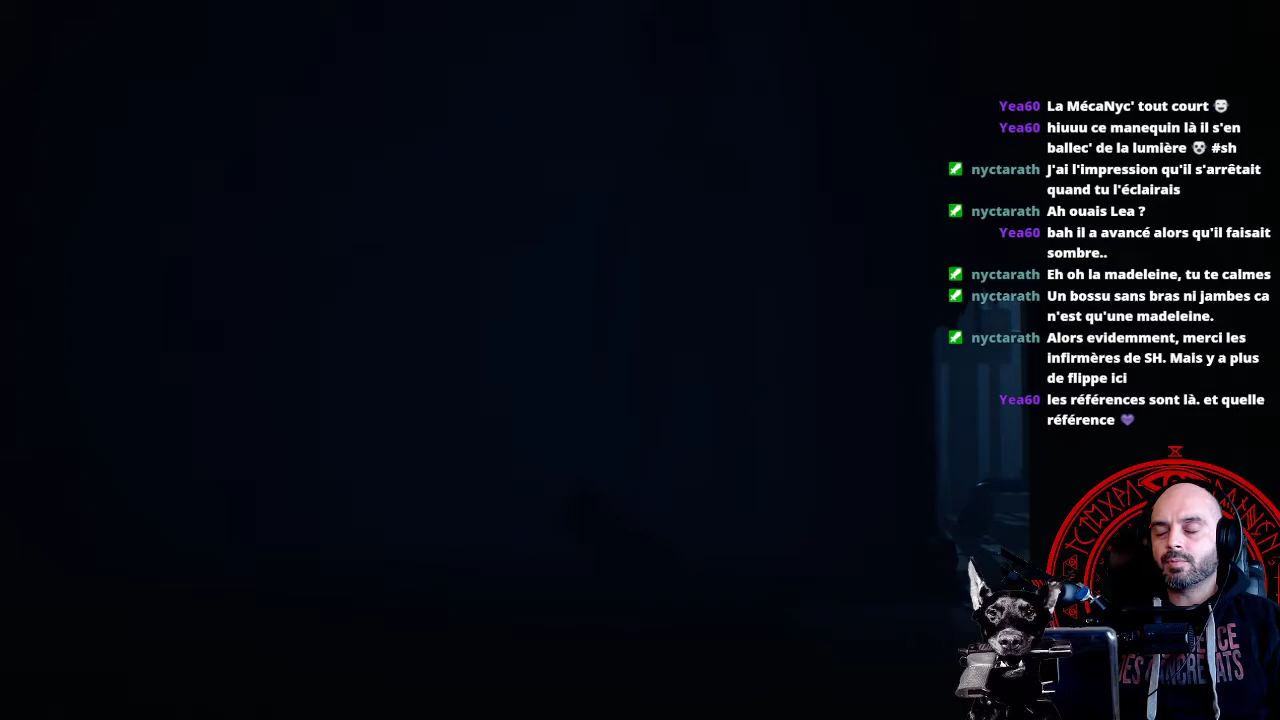 Yea60 La MécaNyc' tout court
Yea60 hiuuu ce manequin là il s'en
ballec' de la lumière #sh
nyctarath J'ai l'impression qu'il s'arrêtait
quand tu l'éclairais
nyctarath Ah ouais Lea ?
Yea60 bah il a avancé alors qu'il faisait
sombre..
nyctarath Eh oh la madeleine, tu te calmes
nyctarath Un bossu sans bras ni jambes ca
n'est qu'une madeleine.
nyctarath Alors evidemment, merci les
infirmères de SH. Mais y a plus
de flippe ici
Yea60 les références sont là. et quelle
référence